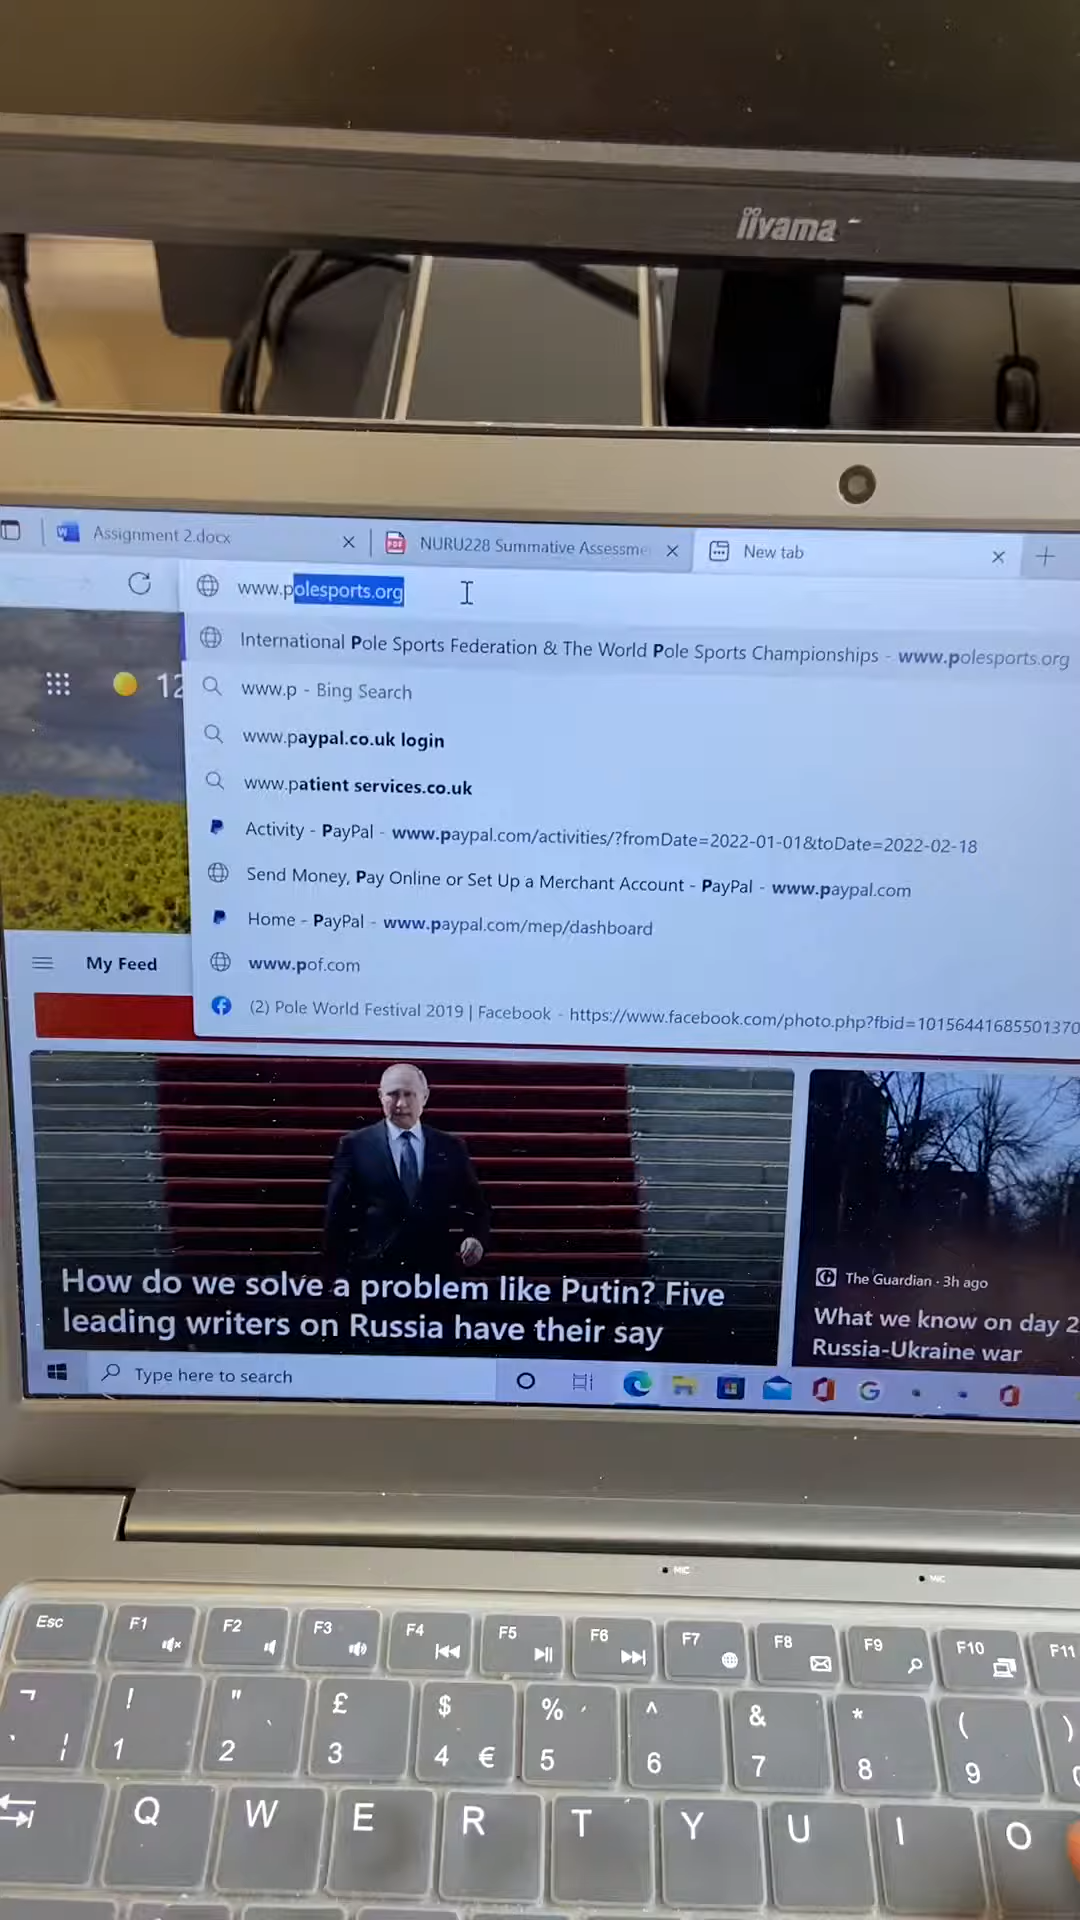 iiyama
Assignment 2.docx
NURU228 Summative Assessme
New tab
www.polesports.org
International Pole Sports Federation & The World Pole Sports Championships - www.polesports.org
12
www.p - Bing Search
www.paypal.co.uk login
www.patient services.co.uk
Activity - PayPal - www.paypal.com/activities/?fromDate=2022-01-01&toDate=2022-02-18
Send Money, Pay Online or Set Up a Merchant Account - PayPal - www.paypal.com
Home - PayPal - www.paypal.com/mep/dashboard
www.pof.com
My Feed
(2) Pole World Festival 2019 | Facebook - https://www.facebook.com/photo.php?fbid=10156441685501370
How do we solve a problem like Putin? Five
leading writers on Russia have their say
The Guardian · 3h ago
What we know on day 2
Russia-Ukraine war
Type here to search
MIC
MIC
Esc F1 F2 F3 F4 F5 F6 F7 F8 F9 F10 F11
¬ ! " £ $ % ^ & * ( )
` ¦ 1 2 3 4 € 5 6 7 8 9
Q W E R T Y U I O